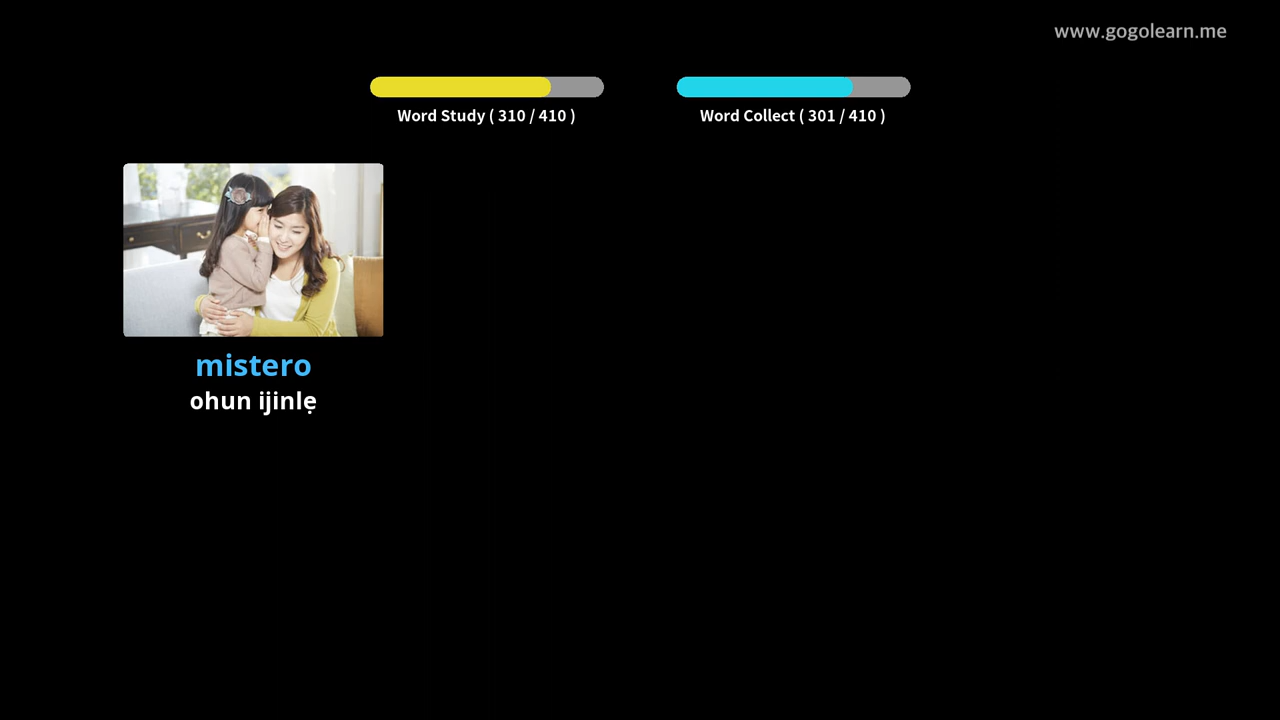 www.gogolearn.me
Word Study ( 310 / 410 )
Word Collect ( 301 / 410 )
mistero
ohun ijinlẹ